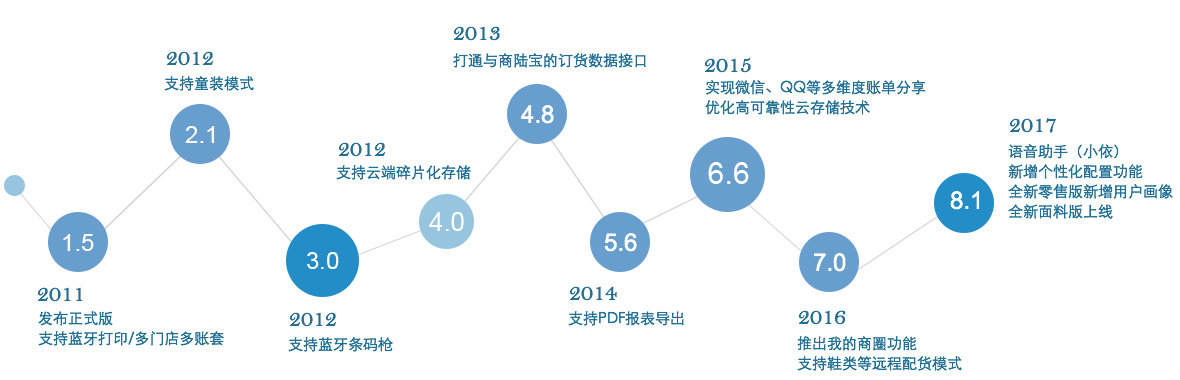 1.5
2011
发布正式版
支持蓝牙打印/多门店多账套
2012
支持童装模式
2.1
3.0
2012
支持蓝牙条码枪
2012
支持云端碎片化存储
4.0
2013
打通与商陆宝的订货数据接口
4.8
5.6
2014
支持PDF报表导出
2015
实现微信、QQ等多维度账单分享
优化高可靠性云存储技术
6.6
7.0
2016
推出我的商圈功能
支持鞋类等远程配货模式
2017
语音助手（小依）
新增个性化配置功能
全新零售版新增用户画像
全新面料版上线
8.1